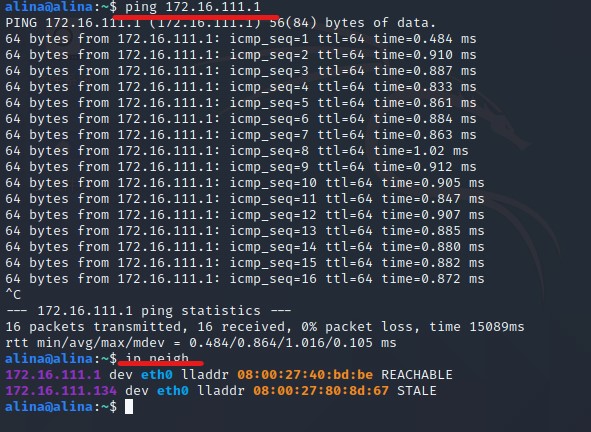 alina@alina:~$ ping 172.16.111.1
PING 172.16.111.1 (172.16.111.1) 56(84) bytes of data.
64 bytes from 172.16.111.1: icmp_seq=1 ttl=64 time=0.484 ms
64 bytes from 172.16.111.1: icmp_seq=2 ttl=64 time=0.910 ms
64 bytes from 172.16.111.1: icmp_seq=3 ttl=64 time=0.887 ms
64 bytes from 172.16.111.1: icmp_seq=4 ttl=64 time=0.833 ms
64 bytes from 172.16.111.1: icmp_seq=5 ttl=64 time=0.861 ms
64 bytes from 172.16.111.1: icmp_seq=6 ttl=64 time=0.884 ms
64 bytes from 172.16.111.1: icmp_seq=7 ttl=64 time=0.863 ms
64 bytes from 172.16.111.1: icmp_seq=8 ttl=64 time=1.02 ms
64 bytes from 172.16.111.1: icmp_seq=9 ttl=64 time=0.912 ms
64 bytes from 172.16.111.1: icmp_seq=10 ttl=64 time=0.905 ms
64 bytes from 172.16.111.1: icmp_seq=11 ttl=64 time=0.847 ms
64 bytes from 172.16.111.1: icmp_seq=12 ttl=64 time=0.907 ms
64 bytes from 172.16.111.1: icmp_seq=13 ttl=64 time=0.885 ms
64 bytes from 172.16.111.1: icmp_seq=14 ttl=64 time=0.880 ms
64 bytes from 172.16.111.1: icmp_seq=15 ttl=64 time=0.882 ms
64 bytes from 172.16.111.1: icmp_seq=16 ttl=64 time=0.872 ms
^C
--- 172.16.111.1 ping statistics ---
16 packets transmitted, 16 received, 0% packet loss, time 15089ms
rtt min/avg/max/mdev = 0.484/0.864/1.016/0.105 ms
alina@alina:~$ ip neigh
172.16.111.1 dev eth0 lladdr 08:00:27:40:bd:be REACHABLE
172.16.111.134 dev eth0 lladdr 08:00:27:80:8d:67 STALE
alina@alina:~$